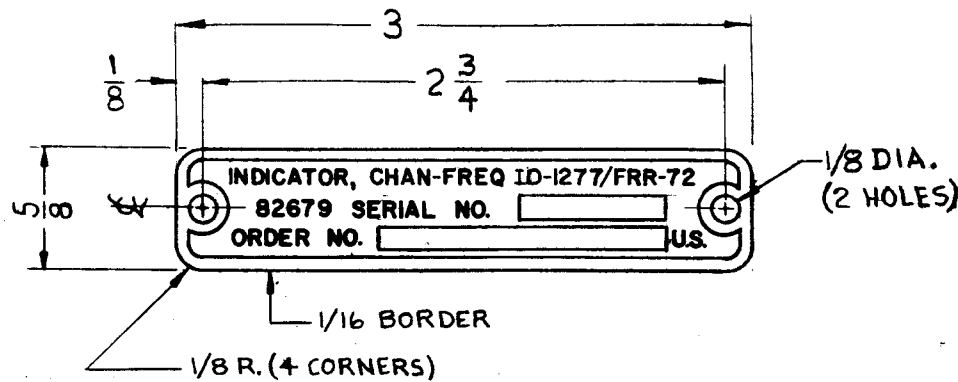 3
1/8
2 3/4
5/8
℄
1/8 DIA.
(2 HOLES)
INDICATOR, CHAN-FREQ ID-1277/FRR-72
82679 SERIAL NO.
ORDER NO. U.S.
1/16 BORDER
1/8 R. (4 CORNERS)